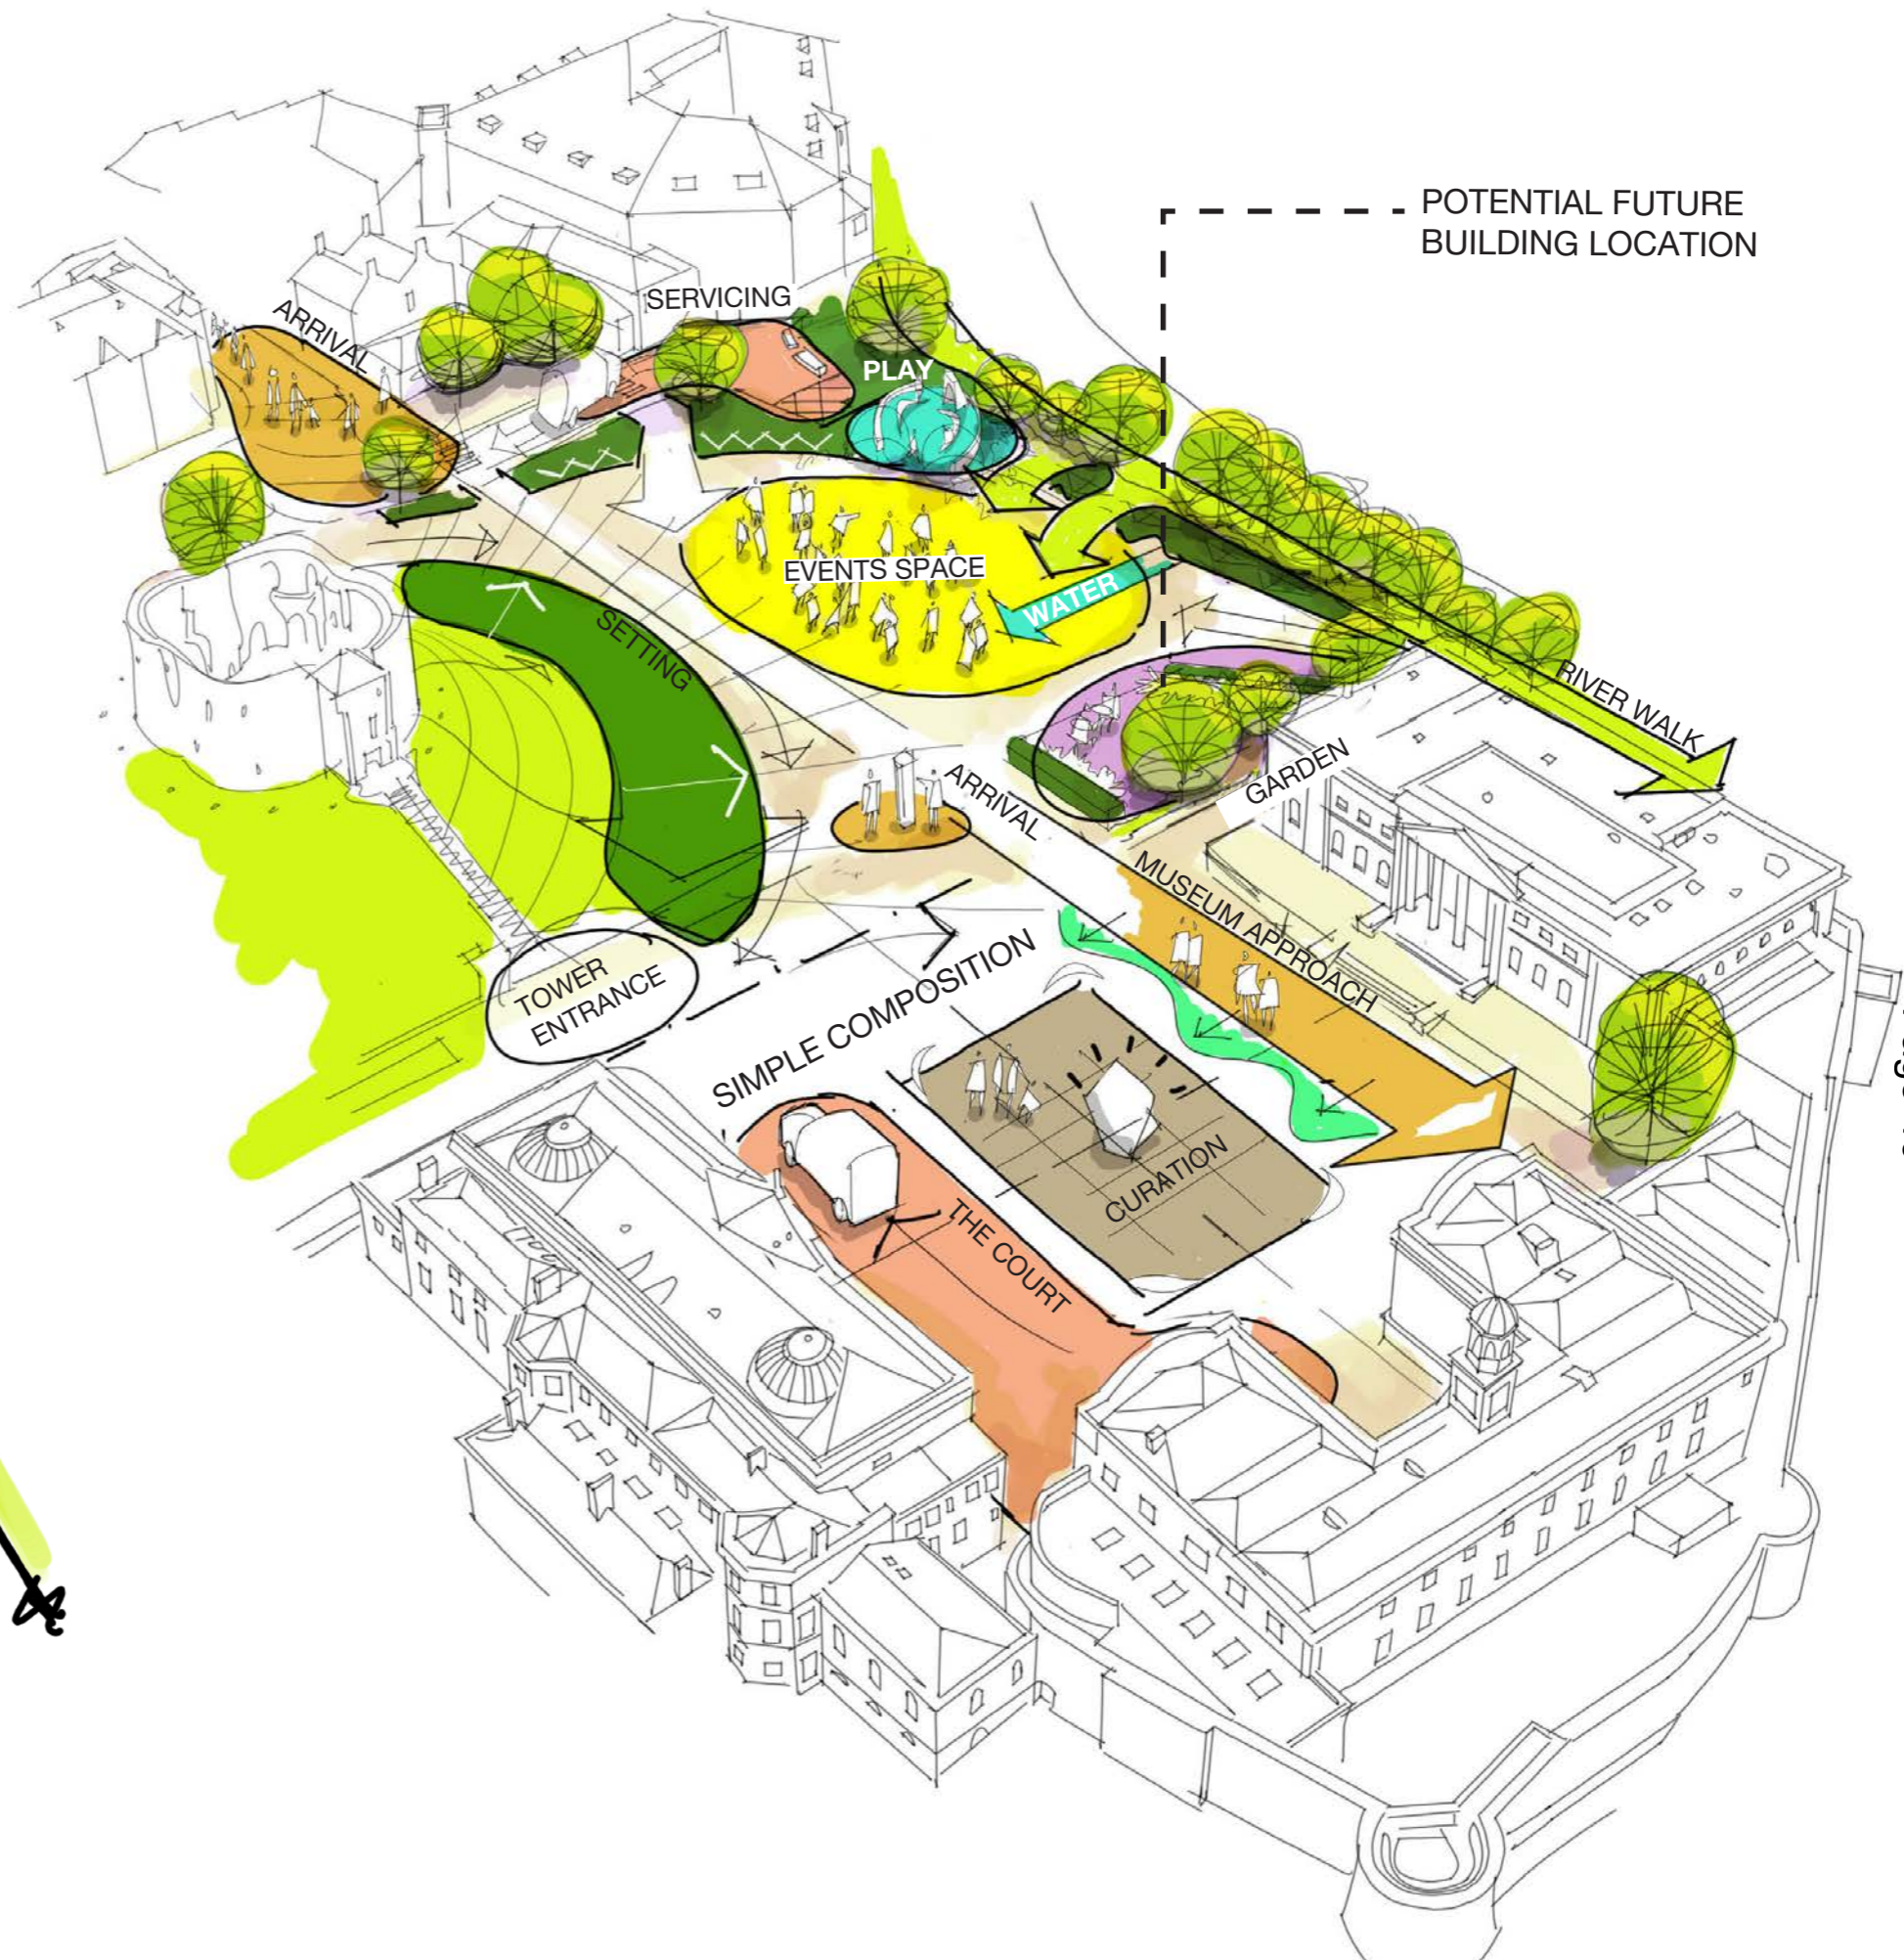 POTENTIAL FUTURE
BUILDING LOCATION
SERVICING
ARRIVAL
PLAY
EVENTS SPACE
WATER
SETTING
RIVER WALK
GARDEN
ARRIVAL
MUSEUM APPROACH
TOWER
ENTRANCE
SIMPLE COMPOSITION
CURATION
THE COURT